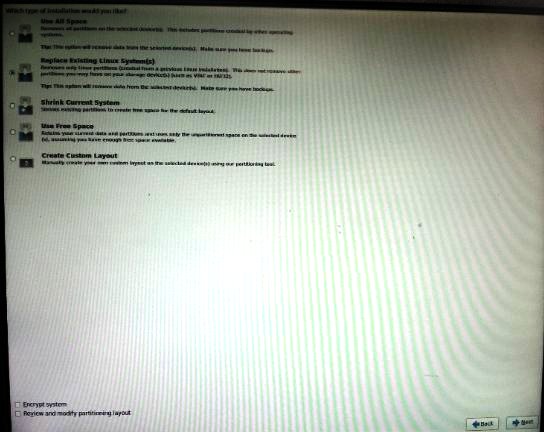 Which type of installation would you like?
Use All Space
Removes all partitions on the selected device(s). This includes partitions created by other operating
systems.
Tip: This option will remove data from the selected device(s). Make sure you have backups.
Replace Existing Linux System(s)
Removes only Linux partitions (created from a previous Linux installation). This does not remove other
partitions you may have on your storage device(s) (such as VFAT or FAT32).
Tip: This option will remove data from the selected device(s). Make sure you have backups.
Shrink Current System
Shrinks existing partitions to create free space for the default layout.
Use Free Space
Retains your current data and partitions and uses only the unpartitioned space on the selected device
(s), assuming you have enough free space available.
Create Custom Layout
Manually create your own custom layout on the selected device(s) using our partitioning tool.
Encrypt system
Review and modify partitioning layout
Back
Next